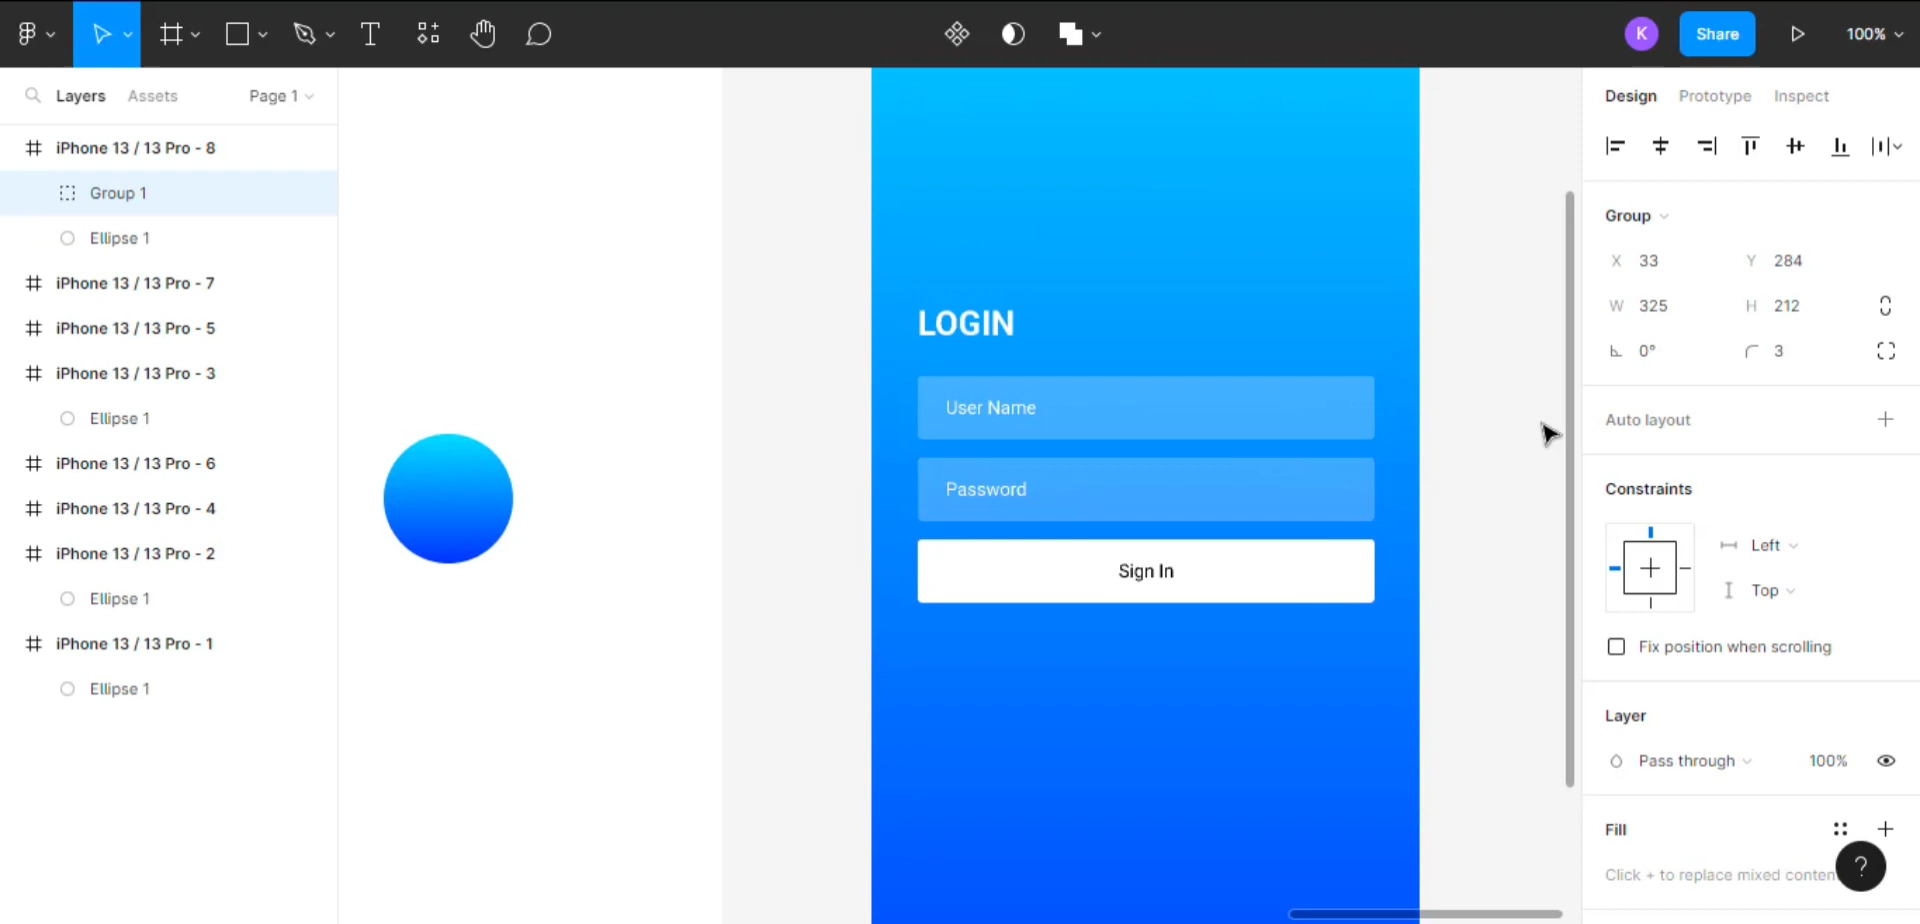 K
Share
100%
Layers
Assets
Page 1
iPhone 13 / 13 Pro - 8
Group 1
Ellipse 1
iPhone 13 / 13 Pro - 7
iPhone 13 / 13 Pro - 5
iPhone 13 / 13 Pro - 3
Ellipse 1
iPhone 13 / 13 Pro - 6
iPhone 13 / 13 Pro - 4
iPhone 13 / 13 Pro - 2
Ellipse 1
iPhone 13 / 13 Pro - 1
Ellipse 1
LOGIN
User Name
Password
Sign In
Design Prototype Inspect
Group
X 33 Y 284
W 325 H 212
0° 3
Auto layout
Constraints
Left
Top
Fix position when scrolling
Layer
Pass through 100%
Fill
Click + to replace mixed conten
?